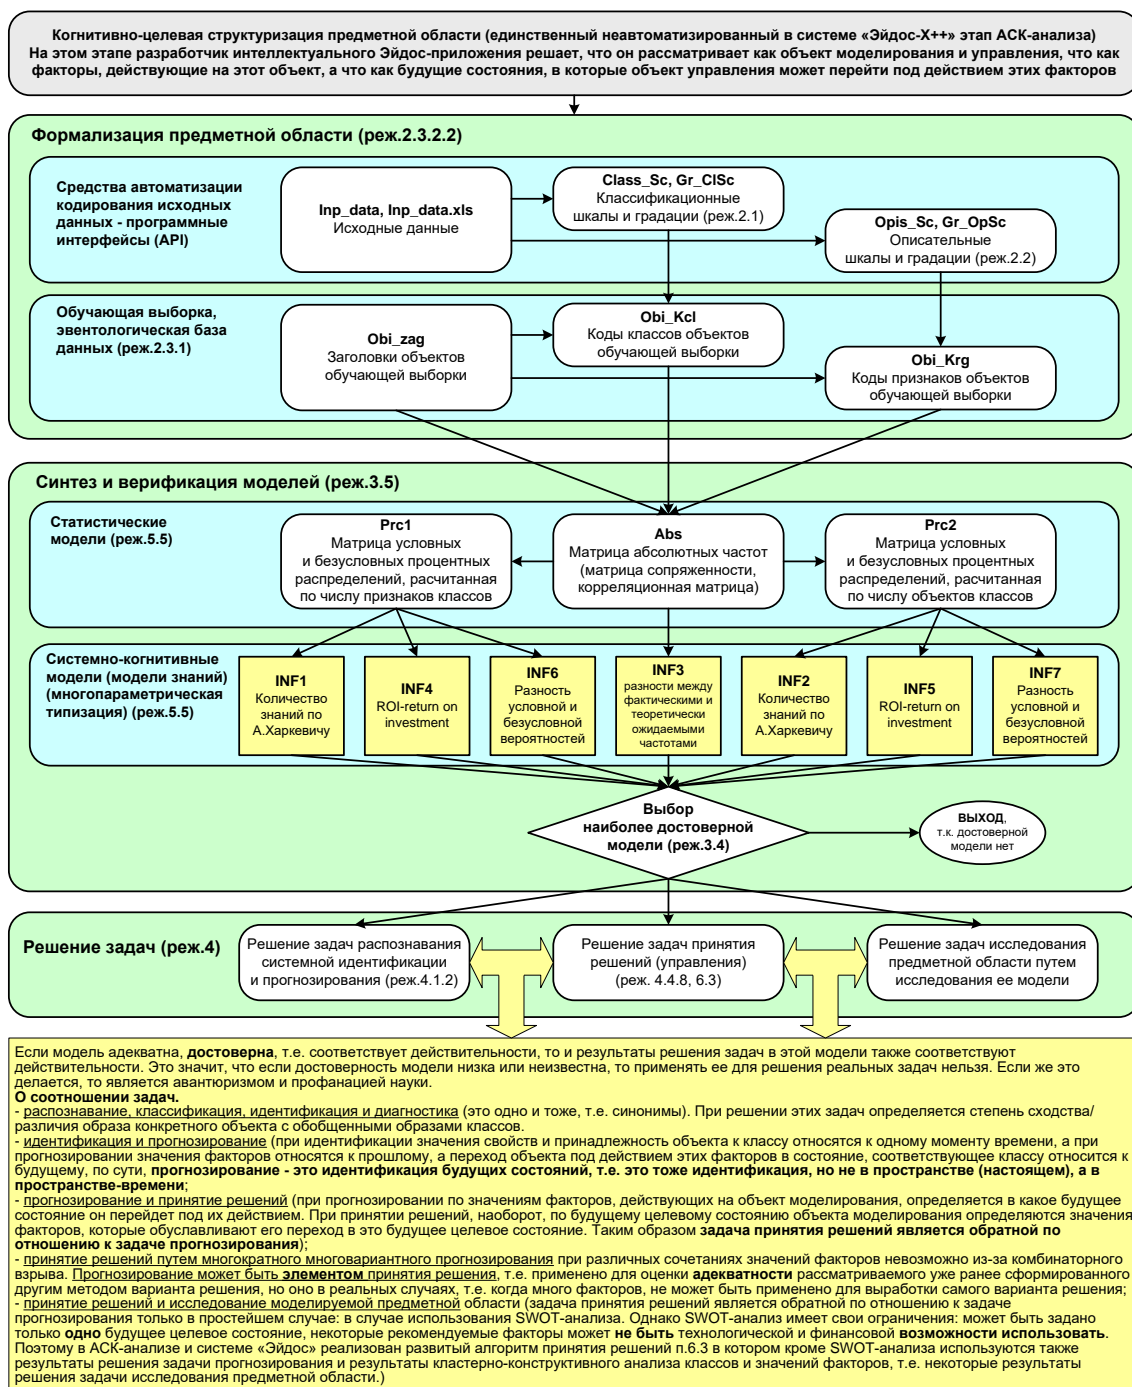 Когнитивно-целевая структуризация предметной области (единственный неавтоматизированный в системе «Эйдос-Х++» этап АСК-анализа)
На этом этапе разработчик интеллектуального Эйдос-приложения решает, что он рассматривает как объект моделирования и управления, что как
факторы, действующие на этот объект, а что как будущие состояния, в которые объект управления может перейти под действием этих факторов
Формализация предметной области (реж.2.3.2.2)
Средства автоматизации
кодирования исходных
данных - программные
интерфейсы (API)
Inp_data, Inp_data.xls
Исходные данные
Class_Sc, Gr_ClSc
Классификационные
шкалы и градации (реж.2.1)
Opis_Sc, Gr_OpSc
Описательные
шкалы и градации (реж.2.2)
Обучающая выборка,
эвентологическая база
данных (реж.2.3.1)
Obi_zag
Заголовки объектов
обучающей выборки
Obi_Kcl
Коды классов объектов
обучающей выборки
Obi_Krg
Коды признаков объектов
обучающей выборки
Синтез и верификация моделей (реж.3.5)
Статистические
модели (реж.5.5)
Prc1
Матрица условных
и безусловных процентных
распределений, расчитанная
по числу признаков классов
Abs
Матрица абсолютных частот
(матрица сопряженности,
корреляционная матрица)
Prc2
Матрица условных
и безусловных процентных
распределений, расчитанная
по числу объектов классов
Системно-когнитивные
модели (модели знаний)
(многопараметрическая
типизация) (реж.5.5)
INF1
Количество
знаний по
А.Харкевичу
INF4
ROI-return on
investment
INF6
Разность
условной и
безусловной
вероятностей
INF3
разности между
фактическими и
теоретически
ожидаемыми
частотами
INF2
Количество
знаний по
А.Харкевичу
INF5
ROI-return on
investment
INF7
Разность
условной и
безусловной
вероятностей
Выбор
наиболее достоверной
модели (реж.3.4)
ВЫХОД,
т.к. достоверной
модели нет
Решение задач (реж.4)
Решение задач распознавания
системной идентификации
и прогнозирования (реж.4.1.2)
Решение задач принятия
решений (управления)
(реж. 4.4.8, 6.3)
Решение задач исследования
предметной области путем
исследования ее модели
Если модель адекватна, достоверна, т.е. соответствует действительности, то и результаты решения задач в этой модели также соответствуют
действительности. Это значит, что если достоверность модели низка или неизвестна, то применять ее для решения реальных задач нельзя. Если же это
делается, то является авантюризмом и профанацией науки.
О соотношении задач.
- распознавание, классификация, идентификация и диагностика (это одно и тоже, т.е. синонимы). При решении этих задач определяется степень сходства/
различия образа конкретного объекта с обобщенными образами классов.
- идентификация и прогнозирование (при идентификации значения свойств и принадлежность объекта к классу относятся к одному моменту времени, а при
прогнозировании значения факторов относятся к прошлому, а переход объекта под действием этих факторов в состояние, соответствующее классу относится к
будущему, по сути, прогнозирование - это идентификация будущих состояний, т.е. это тоже идентификация, но не в пространстве (настоящем), а в
пространстве-времени;
- прогнозирование и принятие решений (при прогнозировании по значениям факторов, действующих на объект моделирования, определяется в какое будущее
состояние он перейдет под их действием. При принятии решений, наоборот, по будущему целевому состоянию объекта моделирования определяются значения
факторов, которые обуславливают его переход в это будущее целевое состояние. Таким образом задача принятия решений является обратной по
отношению к задаче прогнозирования);
- принятие решений путем многократного многовариантного прогнозирования при различных сочетаниях значений факторов невозможно из-за комбинаторного
взрыва. Прогнозирование может быть элементом принятия решения, т.е. применено для оценки адекватности рассматриваемого уже ранее сформированного
другим методом варианта решения, но оно в реальных случаях, т.е. когда много факторов, не может быть применено для выработки самого варианта решения;
- принятие решений и исследование моделируемой предметной области (задача принятия решений является обратной по отношению к задаче
прогнозирования только в простейшем случае: в случае использования SWOT-анализа. Однако SWOT-анализ имеет свои ограничения: может быть задано
только одно будущее целевое состояние, некоторые рекомендуемые факторы может не быть технологической и финансовой возможности использовать.
Поэтому в АСК-анализе и системе «Эйдос» реализован развитый алгоритм принятия решений п.6.3 в котором кроме SWOT-анализа используются также
результаты решения задачи прогнозирования и результаты кластерно-конструктивного анализа классов и значений факторов, т.е. некоторые результаты
решения задачи исследования предметной области.)